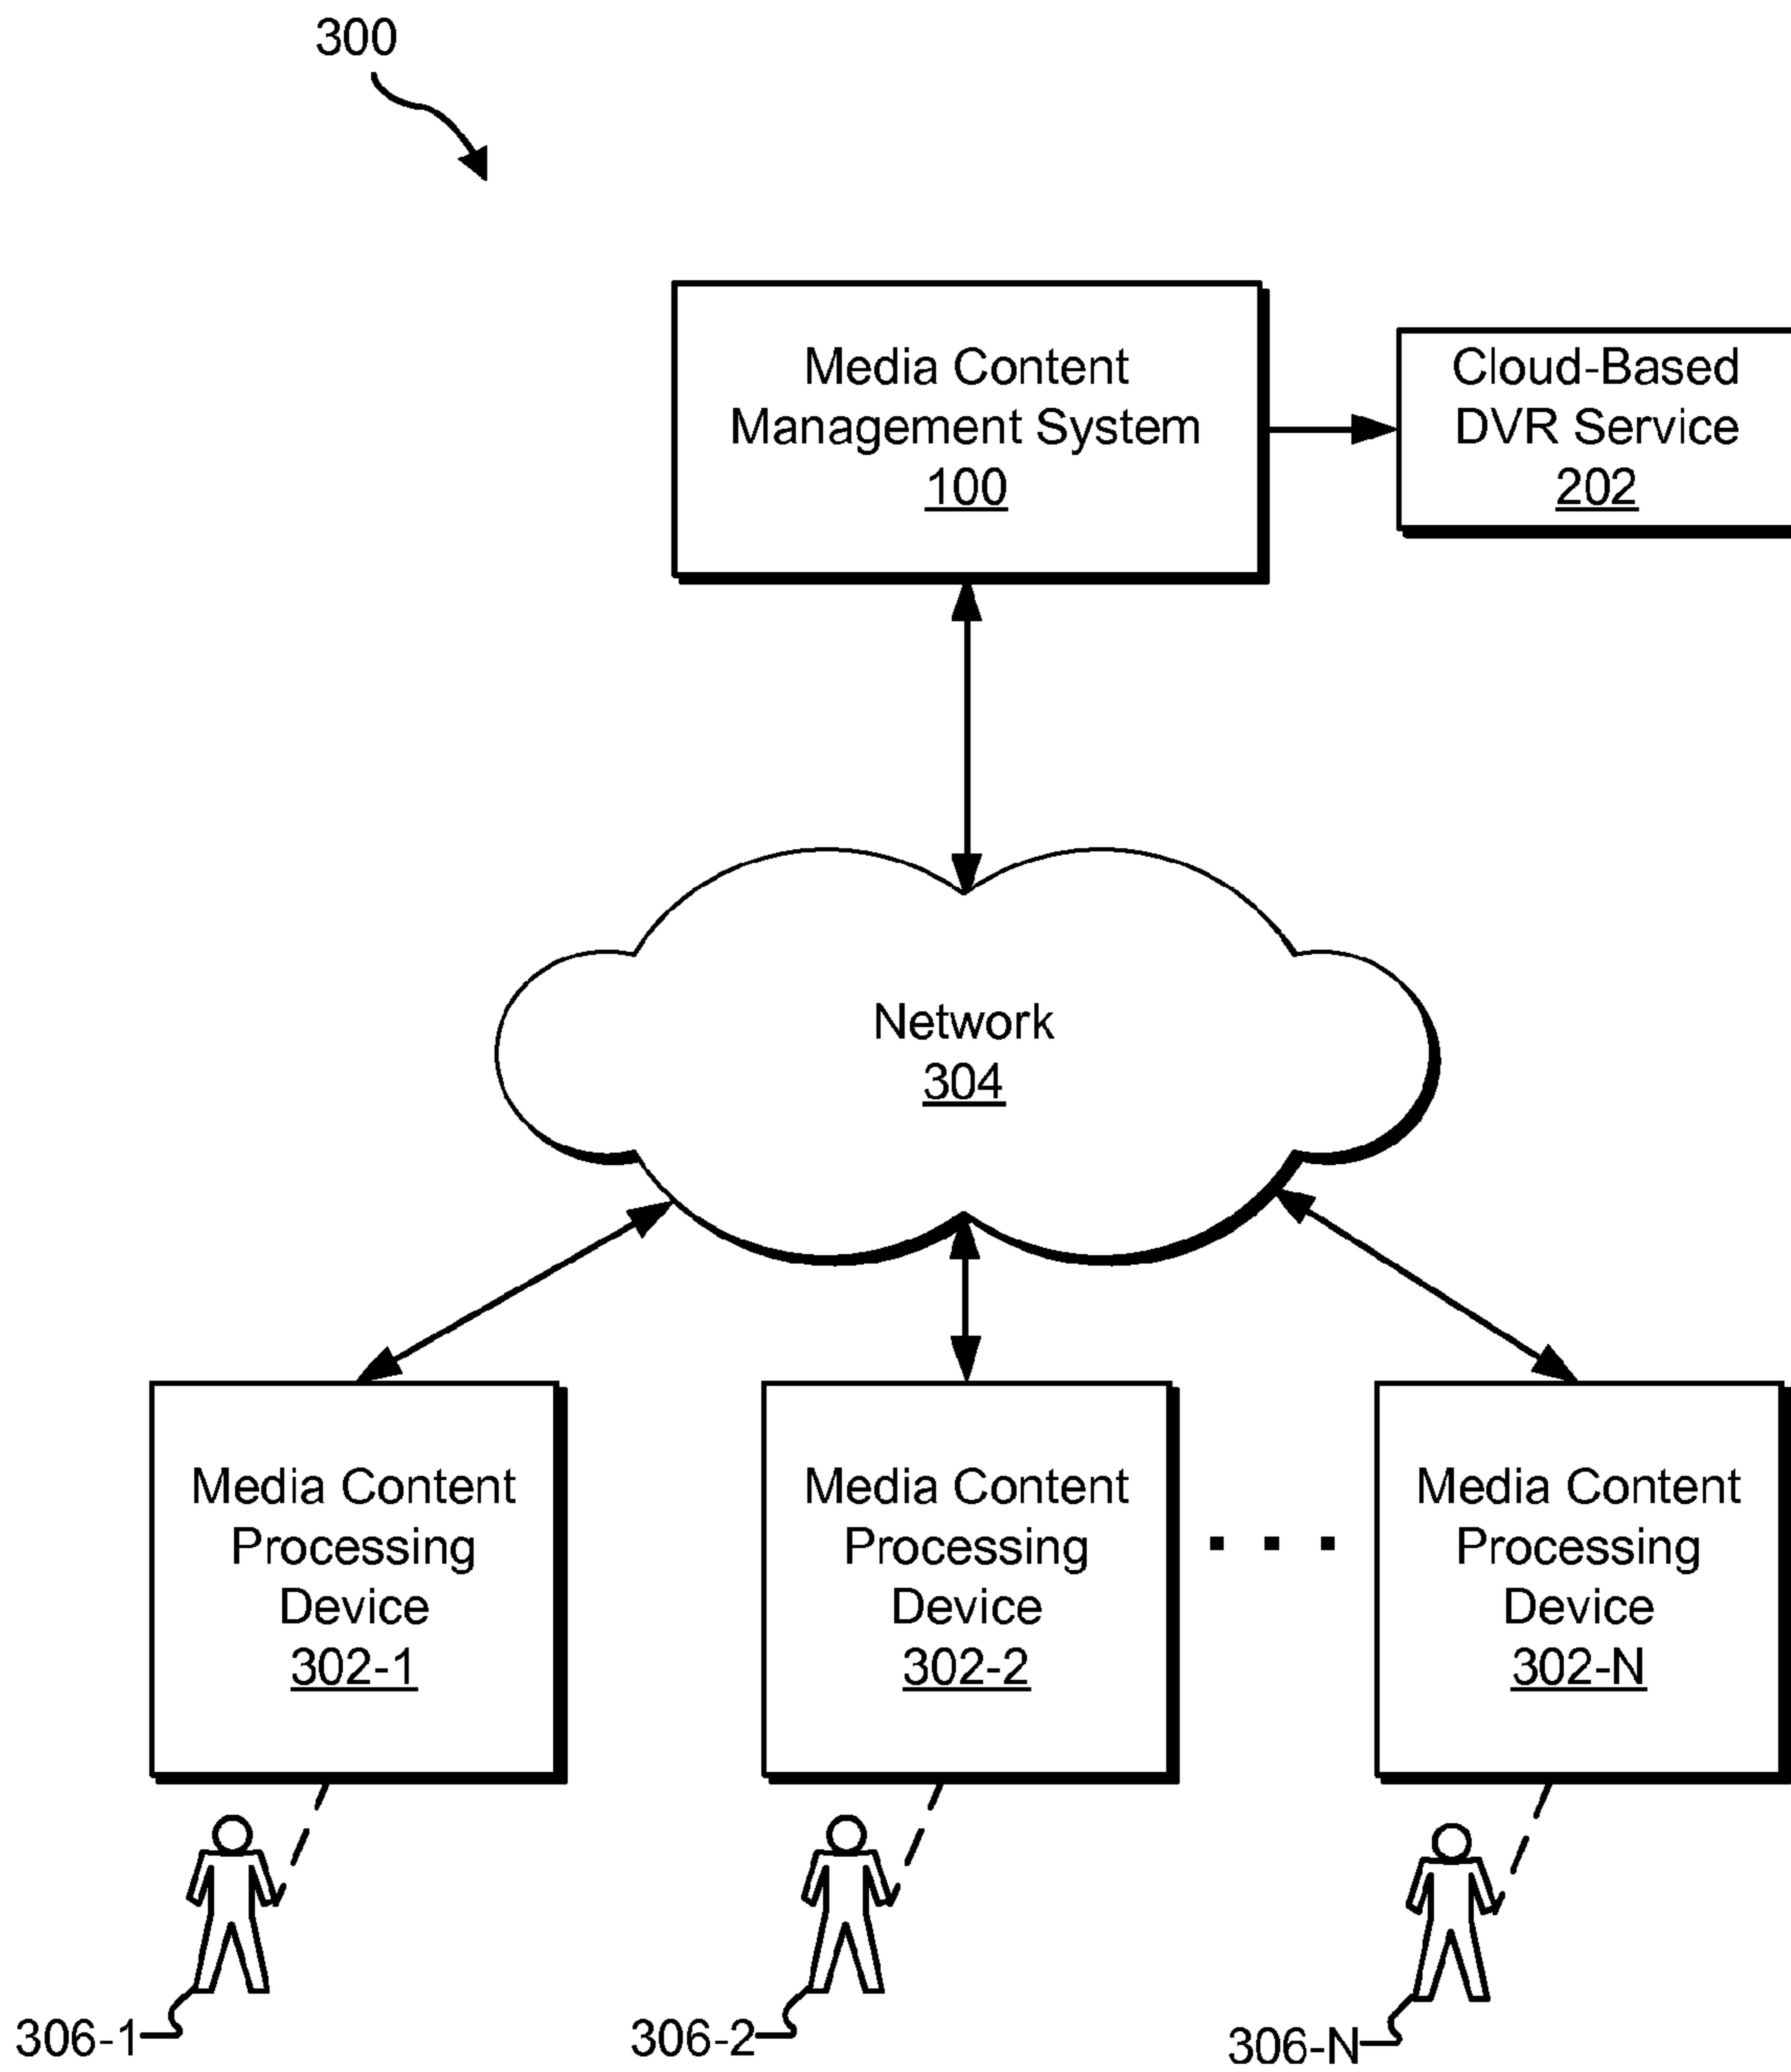 300
Media Content
Management System
100
Cloud-Based
DVR Service
202
Network
304
Media Content
Processing
Device
302-1
Media Content
Processing
Device
302-2
Media Content
Processing
Device
302-N
306-1
306-2
306-N